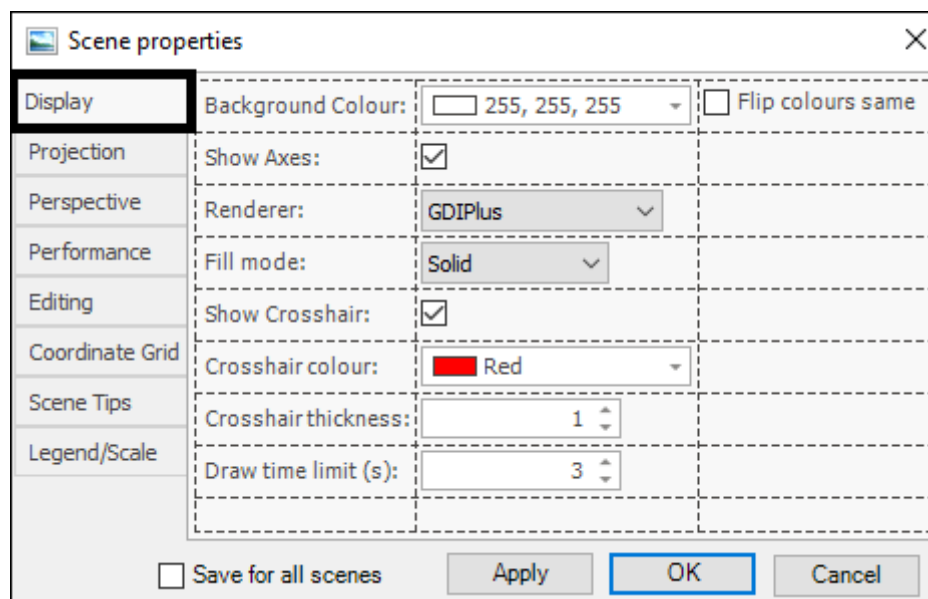 Scene properties
Display
Background Colour: 255, 255, 255 Flip colours same
Projection
Show Axes:
Perspective
Renderer: GDIPlus
Performance
Fill mode: Solid
Editing
Show Crosshair:
Coordinate Grid
Crosshair colour: Red
Scene Tips
Crosshair thickness: 1
Legend/Scale
Draw time limit (s): 3
Save for all scenes Apply OK Cancel